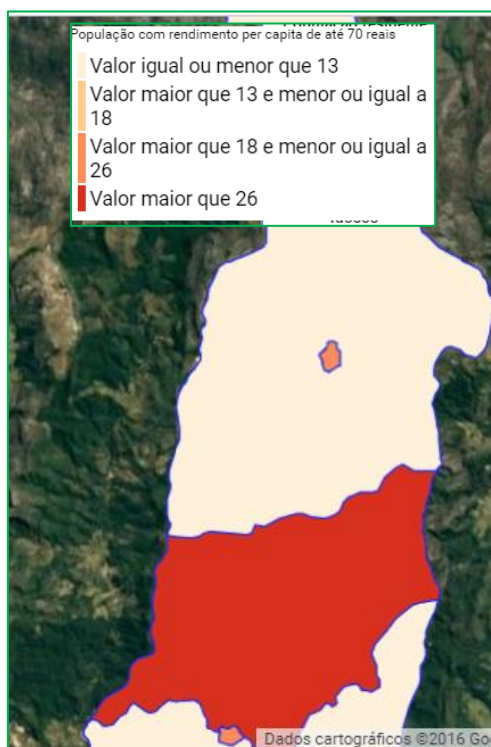 População com rendimento per capita de até 70 reais
Valor igual ou menor que 13
Valor maior que 13 e menor ou igual a
18
Valor maior que 18 e menor ou igual a
26
Valor maior que 26
Dados cartográficos ©2016 Goo